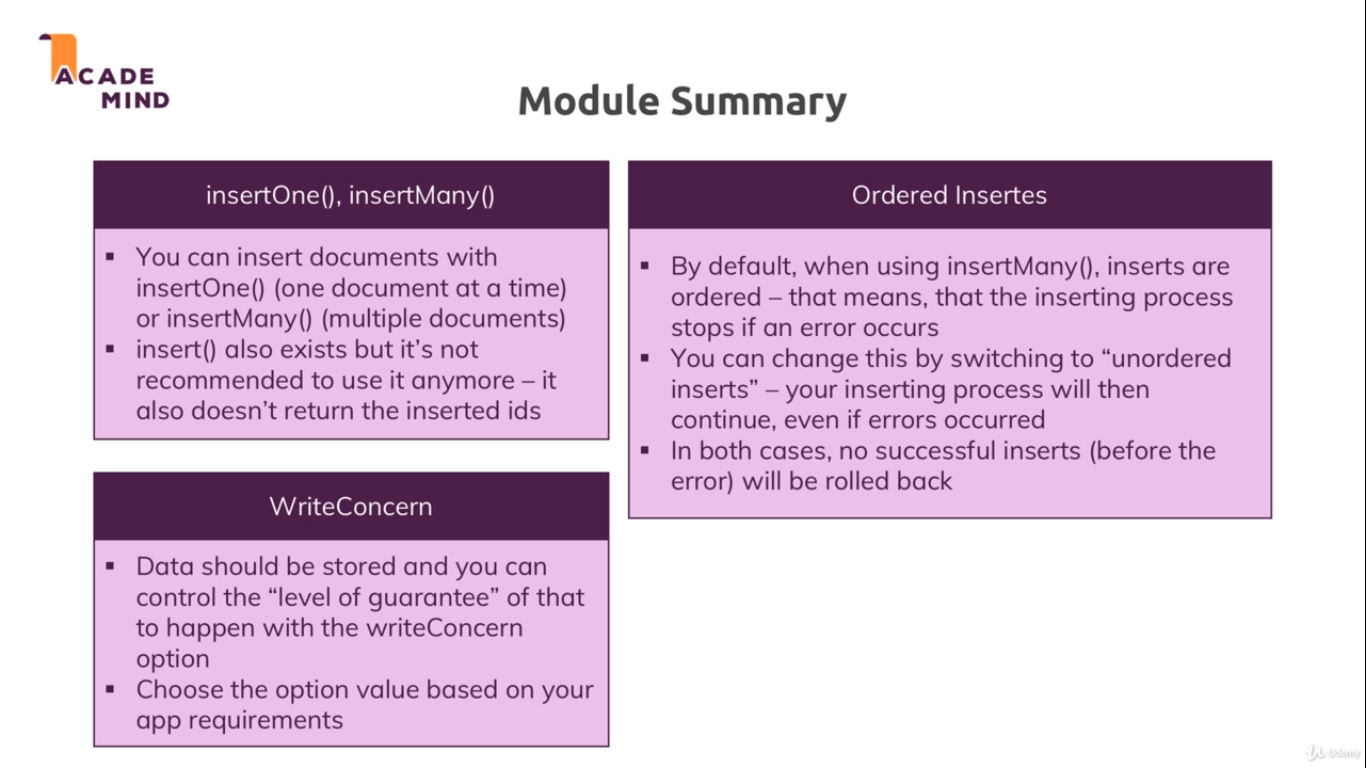 ACADE
MIND
Module Summary
insertOne(), insertMany()
▪ You can insert documents with
insertOne() (one document at a time)
or insertMany() (multiple documents)
▪ insert() also exists but it’s not
recommended to use it anymore – it
also doesn’t return the inserted ids
WriteConcern
▪ Data should be stored and you can
control the “level of guarantee” of that
to happen with the writeConcern
option
▪ Choose the option value based on your
app requirements
Ordered Insertes
▪ By default, when using insertMany(), inserts are
ordered – that means, that the inserting process
stops if an error occurs
▪ You can change this by switching to “unordered
inserts” – your inserting process will then
continue, even if errors occurred
▪ In both cases, no successful inserts (before the
error) will be rolled back
Udemy